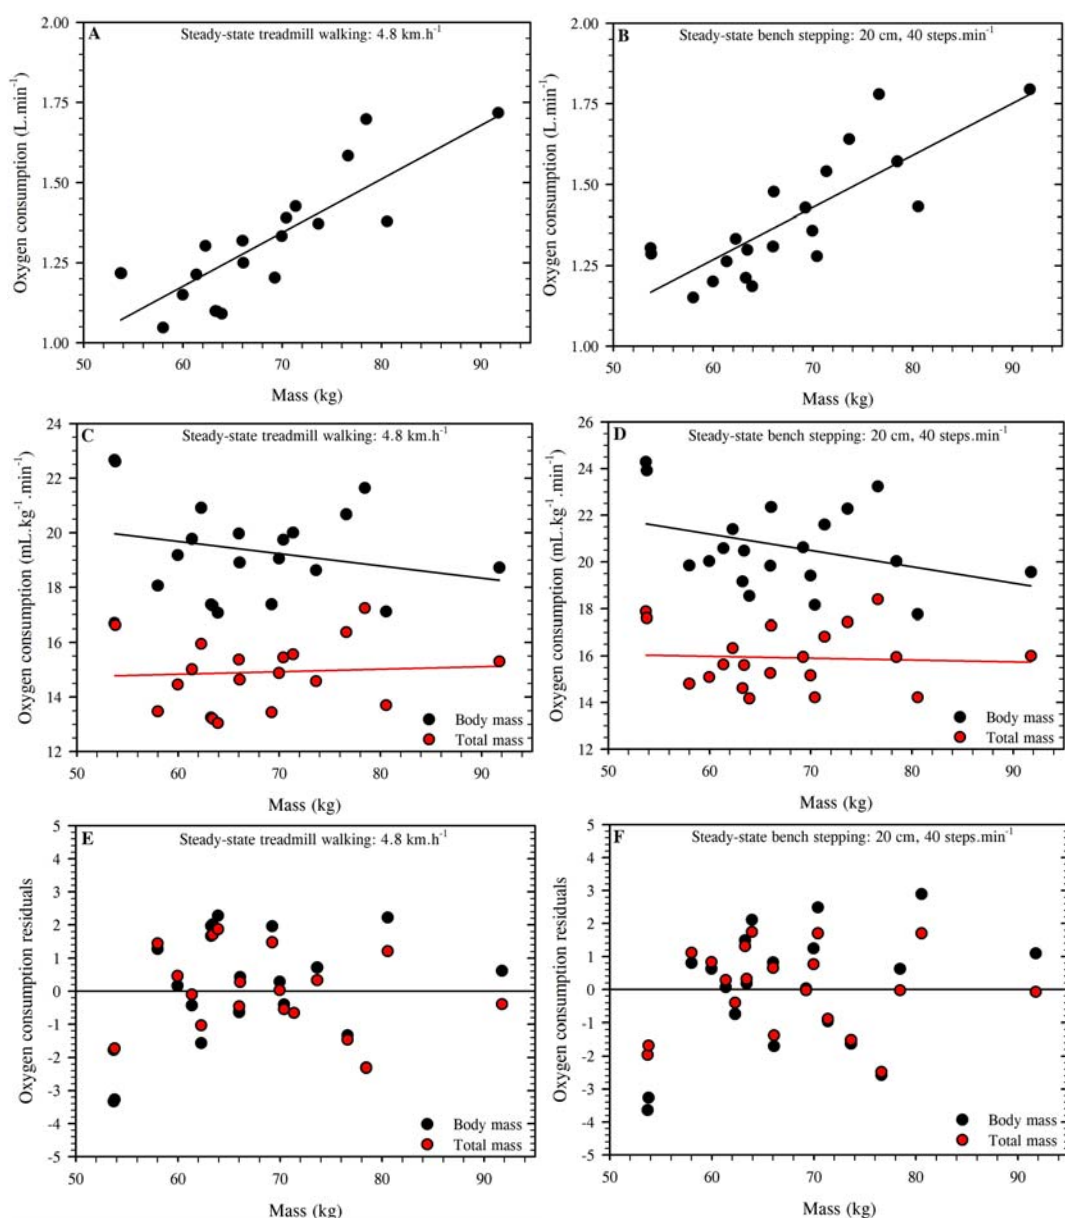 A Steady-state treadmill walking: 4.8 km.h-1
Oxygen consumption (L.min-1)
2.00
1.75
1.50
1.25
1.00
50 60 70 80 90
Mass (kg)
B Steady-state bench stepping: 20 cm, 40 steps.min-1
Oxygen consumption (L.min-1)
2.00
1.75
1.50
1.25
1.00
50 60 70 80 90
Mass (kg)
C Steady-state treadmill walking: 4.8 km.h-1
Oxygen consumption (mL.kg-1.min-1)
24
22
20
18
16
14
12
Body mass
Total mass
50 60 70 80 90
Mass (kg)
D Steady-state bench stepping: 20 cm, 40 steps.min-1
Oxygen consumption (mL.kg-1.min-1)
26
24
22
20
18
16
14
12
Body mass
Total mass
50 60 70 80 90
Mass (kg)
E Steady-state treadmill walking: 4.8 km.h-1
Oxygen consumption residuals
5
4
3
2
1
0
-1
-2
-3
-4
-5
Body mass
Total mass
50 60 70 80 90
Mass (kg)
F Steady-state bench stepping: 20 cm, 40 steps.min-1
Oxygen consumption residuals
5
4
3
2
1
0
-1
-2
-3
-4
-5
Body mass
Total mass
50 60 70 80 90
Mass (kg)